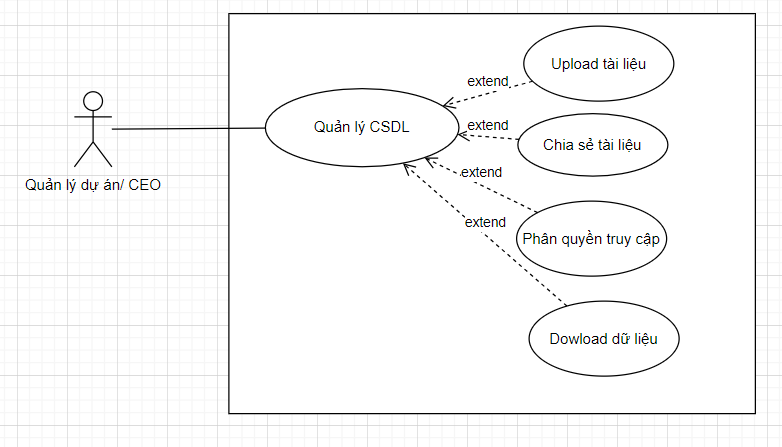 Upload tài liệu
extend
Quản lý CSDL
extend
Chia sẻ tài liệu
extend
Quản lý dự án/ CEO
extend
Phân quyền truy cập
Dowload dữ liệu